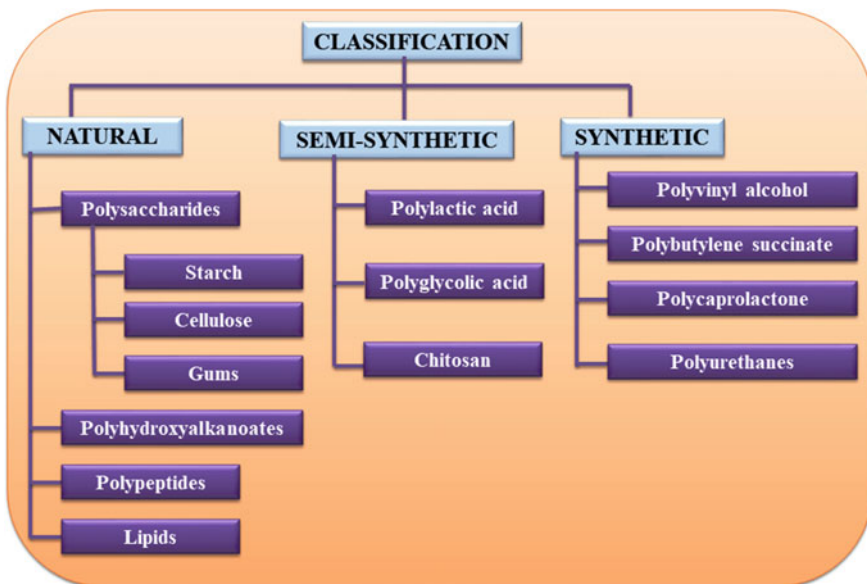 CLASSIFICATION
NATURAL
Polysaccharides
Starch
Cellulose
Gums
Polyhydroxyalkanoates
Polypeptides
Lipids
SEMI-SYNTHETIC
Polylactic acid
Polyglycolic acid
Chitosan
SYNTHETIC
Polyvinyl alcohol
Polybutylene succinate
Polycaprolactone
Polyurethanes